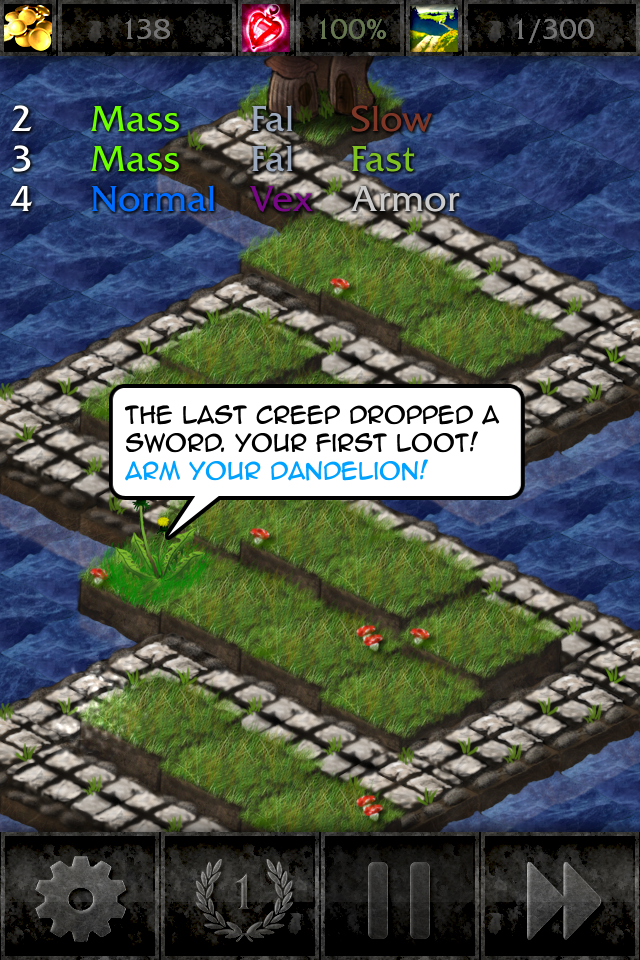 138 100% 1/300
2 Mass Fal Slow
3 Mass Fal Fast
4 Normal Vex Armor
THE LAST CREEP DROPPED A
SWORD. YOUR FIRST LOOT!
ARM YOUR DANDELION!
1